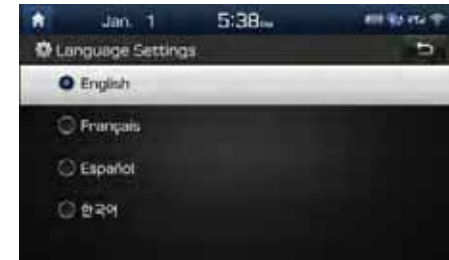 Jan. 1 5:38
Language Settings
English
Français
Español
한국어